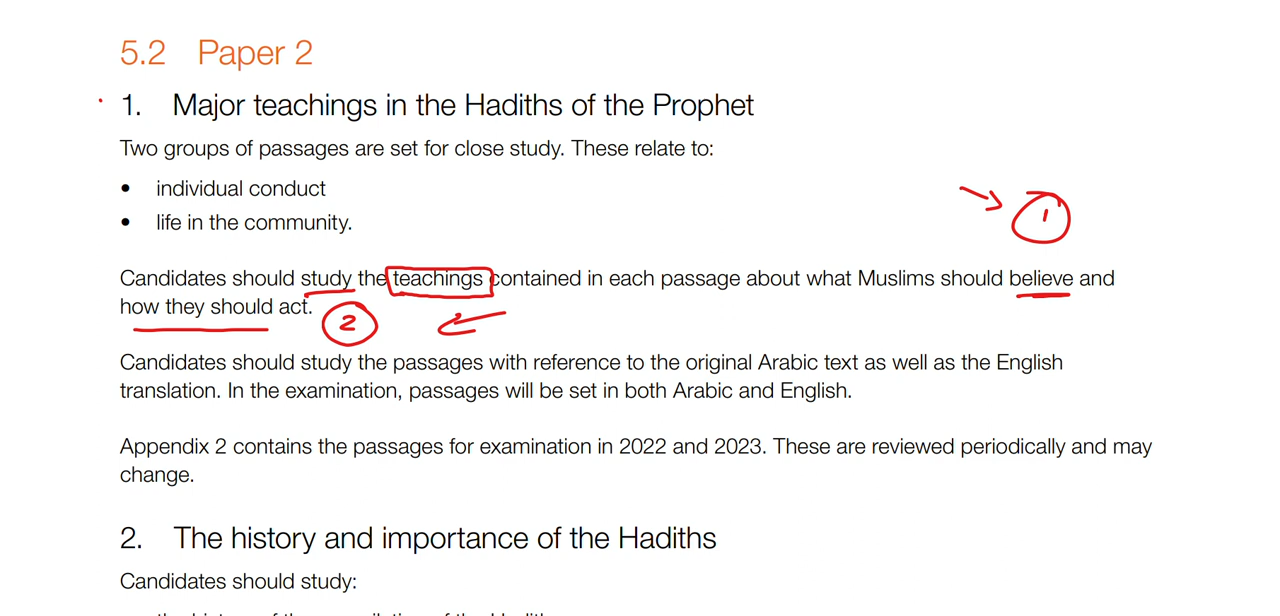 5.2 Paper 2
1. Major teachings in the Hadiths of the Prophet
Two groups of passages are set for close study. These relate to:
• individual conduct
• life in the community.
1
Candidates should study the teachings contained in each passage about what Muslims should believe and
how they should act.
2
Candidates should study the passages with reference to the original Arabic text as well as the English
translation. In the examination, passages will be set in both Arabic and English.
Appendix 2 contains the passages for examination in 2022 and 2023. These are reviewed periodically and may
change.
2. The history and importance of the Hadiths
Candidates should study: